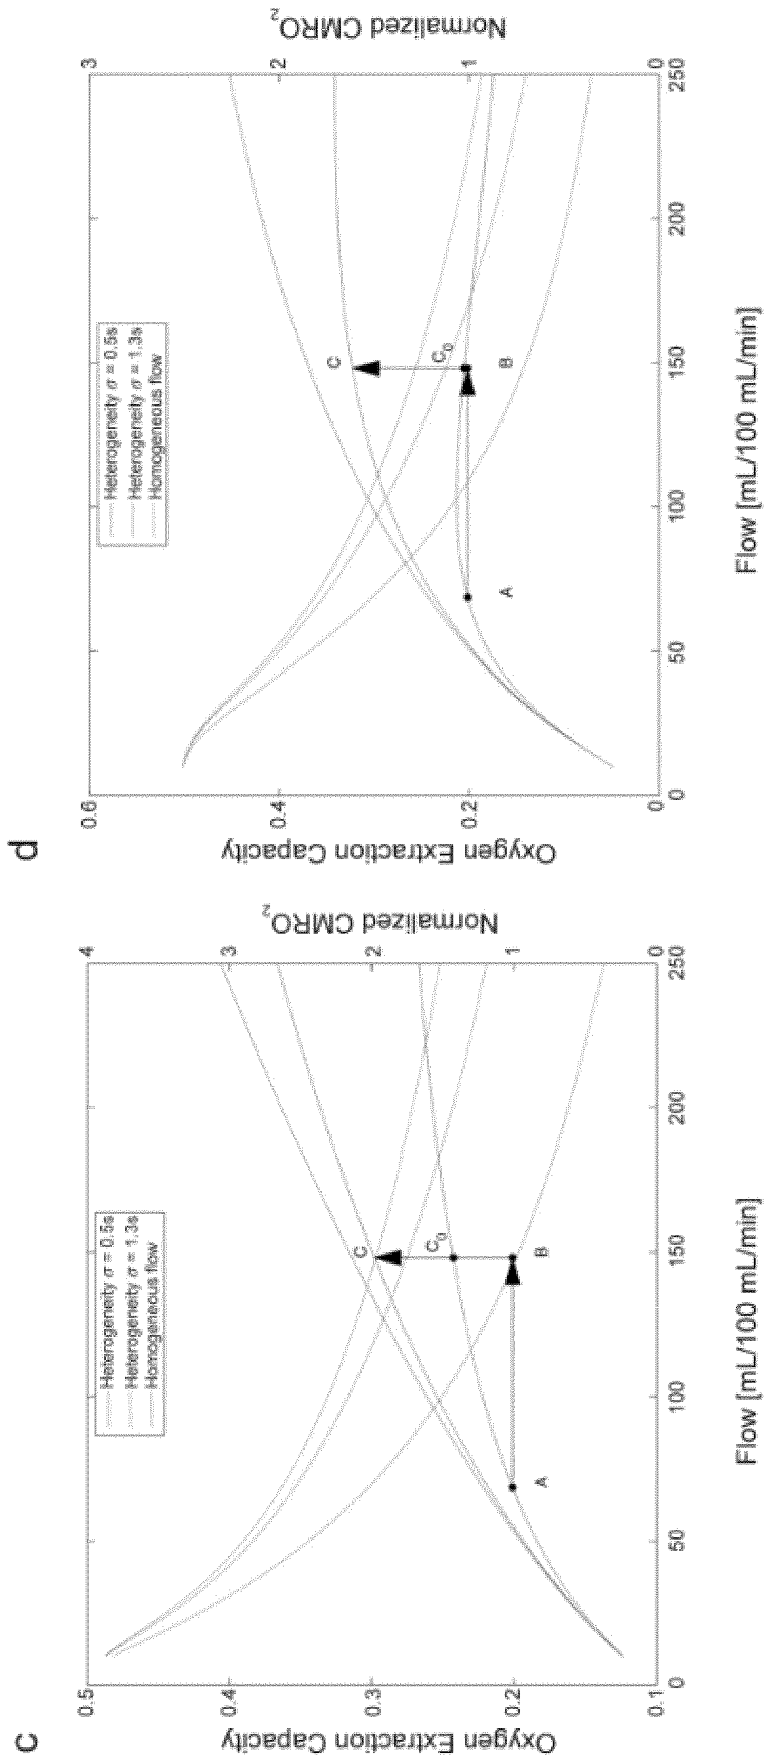 c
Oxygen Extraction Capacity
0.5
0.4
0.3
0.2
0.1
Heterogeneity σ = 0.5s
Heterogeneity σ = 1.3s
Homogeneous flow
C
C0
A
B
4
3
2
1
0
Normalized CMRO2
0
50
100
150
200
250
Flow [mL/100 mL/min]
d
Oxygen Extraction Capacity
0.6
0.4
0.2
0
Heterogeneity σ = 0.5s
Heterogeneity σ = 1.3s
Homogeneous flow
C
C0
A
B
3
2
1
0
Normalized CMRO2
0
50
100
150
200
250
Flow [mL/100 mL/min]